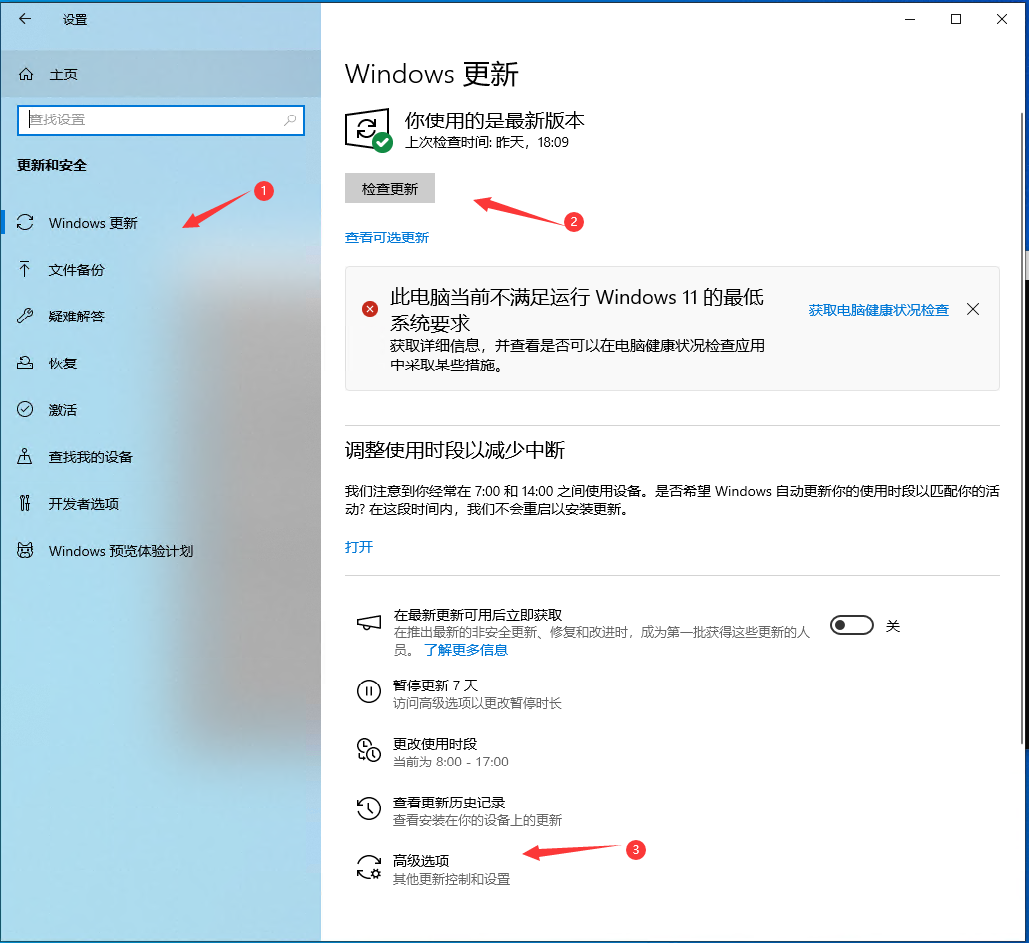 设置
主页
查找设置
更新和安全
Windows 更新
1
文件备份
疑难解答
恢复
激活
查找我的设备
开发者选项
Windows 预览体验计划
Windows 更新
你使用的是最新版本
上次检查时间: 昨天，18:09
检查更新
2
查看可选更新
此电脑当前不满足运行 Windows 11 的最低
系统要求
获取详细信息，并查看是否可以在电脑健康状况检查应用
中采取某些措施。
获取电脑健康状况检查
调整使用时段以减少中断
我们注意到你经常在 7:00 和 14:00 之间使用设备。是否希望 Windows 自动更新你的使用时段以匹配你的活
动? 在这段时间内，我们不会重启以安装更新。
打开
在最新更新可用后立即获取
在推出最新的非安全更新、修复和改进时，成为第一批获得这些更新的人
员。 了解更多信息
关
暂停更新 7 天
访问高级选项以更改暂停时长
更改使用时段
当前为 8:00 - 17:00
查看更新历史记录
查看安装在你的设备上的更新
高级选项
3
其他更新控制和设置